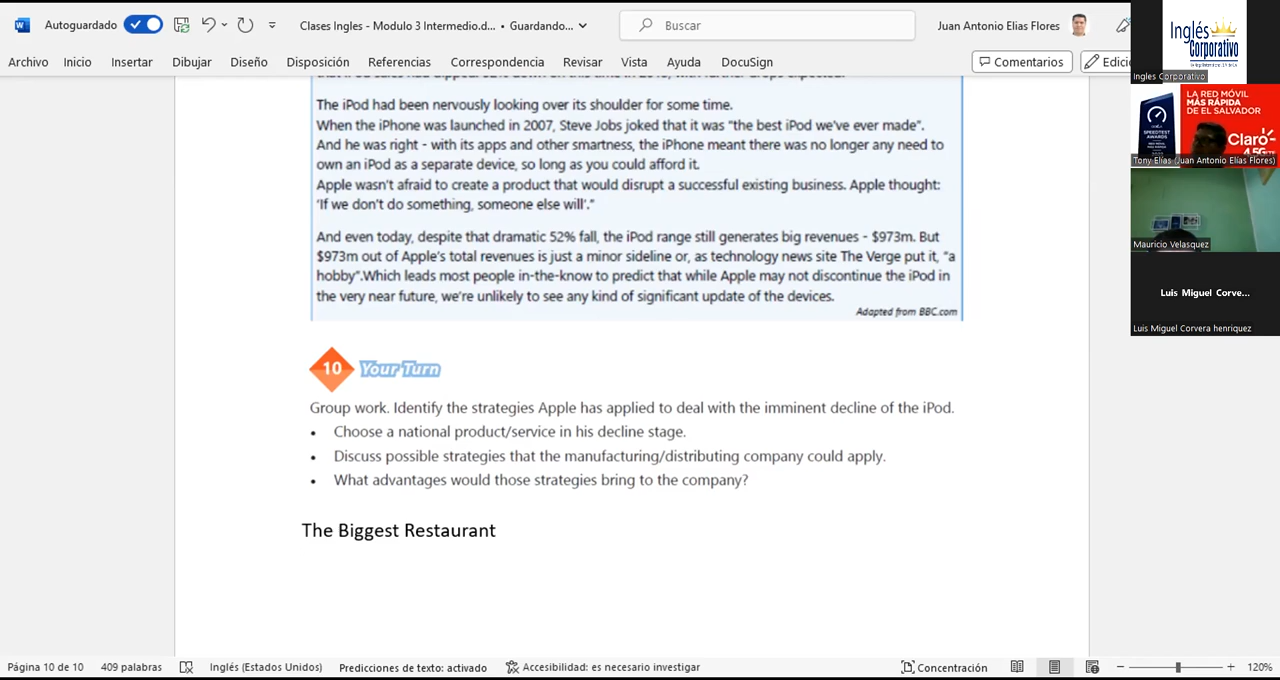 Autoguardado
Clases Ingles - Modulo 3 Intermedio.d... • Guardando...
Buscar
Juan Antonio Elias Flores
Archivo Inicio Insertar Dibujar Diseño Disposición Referencias Correspondencia Revisar Vista Ayuda DocuSign
Comentarios
Edició
The iPod had been nervously looking over its shoulder for some time.
When the iPhone was launched in 2007, Steve Jobs joked that it was "the best iPod we've ever made".
And he was right - with its apps and other smartness, the iPhone meant there was no longer any need to
own an iPod as a separate device, so long as you could afford it.
Apple wasn't afraid to create a product that would disrupt a successful existing business. Apple thought:
'If we don't do something, someone else will'."
And even today, despite that dramatic 52% fall, the iPod range still generates big revenues - $973m. But
$973m out of Apple's total revenues is just a minor sideline or, as technology news site The Verge put it, "a
hobby".Which leads most people in-the-know to predict that while Apple may not discontinue the iPod in
the very near future, we're unlikely to see any kind of significant update of the devices.
Adapted from BBC.com
10 Your Turn
Group work. Identify the strategies Apple has applied to deal with the imminent decline of the iPod.
• Choose a national product/service in his decline stage.
• Discuss possible strategies that the manufacturing/distributing company could apply.
• What advantages would those strategies bring to the company?
The Biggest Restaurant
Página 10 de 10 409 palabras Inglés (Estados Unidos) Predicciones de texto: activado Accesibilidad: es necesario investigar
Concentración
120%
Inglés
Corporativo
Ingles Corporativo
LA RED MÓVIL
MÁS RÁPIDA
DE EL SALVADOR
SPEEDTEST
AWARDS
Claro
4.5G
Tony Elías (Juan Antonio Elías Flores)
Mauricio Velasquez
Luis Miguel Corve...
Luis Miguel Corvera henriquez